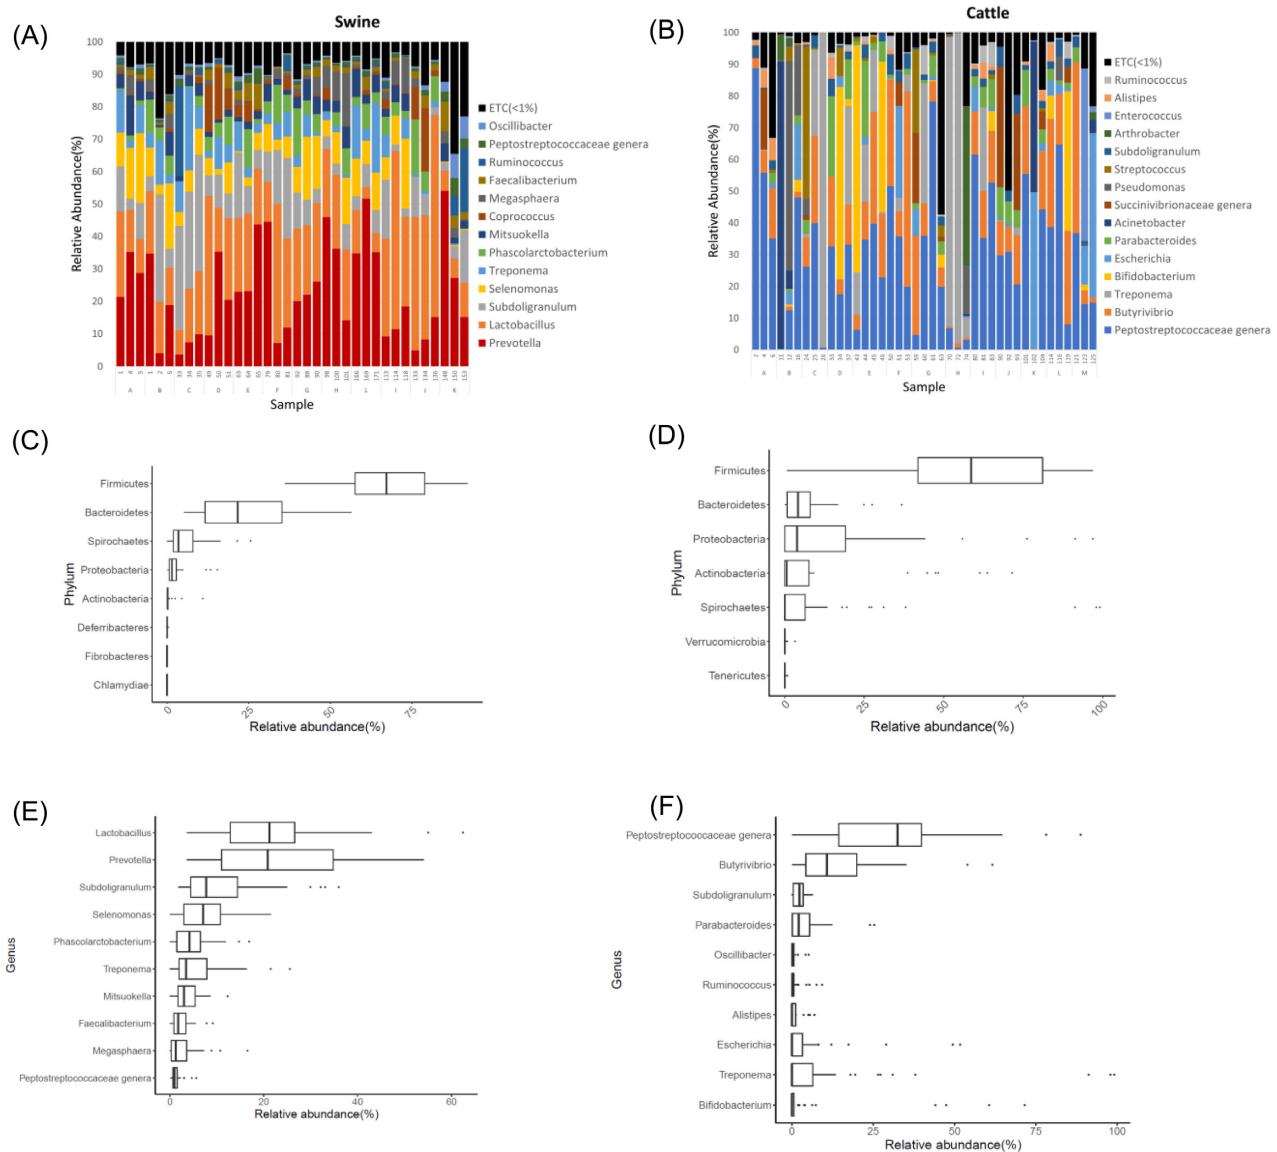 (A)
Swine
Relative Abundance(%)
100
90
80
70
60
50
40
30
20
10
0
A B C D E F G H L I J K
Sample
ETC(<1%)
Oscillibacter
Peptostreptococcaceae genera
Ruminococcus
Faecalibacterium
Megasphaera
Coprococcus
Mitsuokella
Phascolarctobacterium
Treponema
Selenomonas
Subdoligranulum
Lactobacillus
Prevotella
(B)
Cattle
Relative Abundance(%)
100
90
80
70
60
50
40
30
20
10
0
A B C D E F G H I J K L M
Sample
ETC(<1%)
Ruminococcus
Alistipes
Enterococcus
Arthrobacter
Subdoligranulum
Streptococcus
Pseudomonas
Succinivibrionaceae genera
Acinetobacter
Parabacteroides
Escherichia
Bifidobacterium
Treponema
Butyrivibrio
Peptostreptococcaceae genera
(C)
Phylum
Firmicutes
Bacteroidetes
Spirochaetes
Proteobacteria
Actinobacteria
Deferribacteres
Fibrobacteres
Chlamydiae
0 25 50 75
Relative abundance(%)
(D)
Phylum
Firmicutes
Bacteroidetes
Proteobacteria
Actinobacteria
Spirochaetes
Verrucomicrobia
Tenericutes
0 25 50 75 100
Relative abundance(%)
(E)
Genus
Lactobacillus
Prevotella
Subdoligranulum
Selenomonas
Phascolarctobacterium
Treponema
Mitsuokella
Faecalibacterium
Megasphaera
Peptostreptococcaceae genera
0 20 40 60
Relative abundance(%)
(F)
Genus
Peptostreptococcaceae genera
Butyrivibrio
Subdoligranulum
Parabacteroides
Oscillibacter
Ruminococcus
Alistipes
Escherichia
Treponema
Bifidobacterium
0 25 50 75 100
Relative abundance(%)